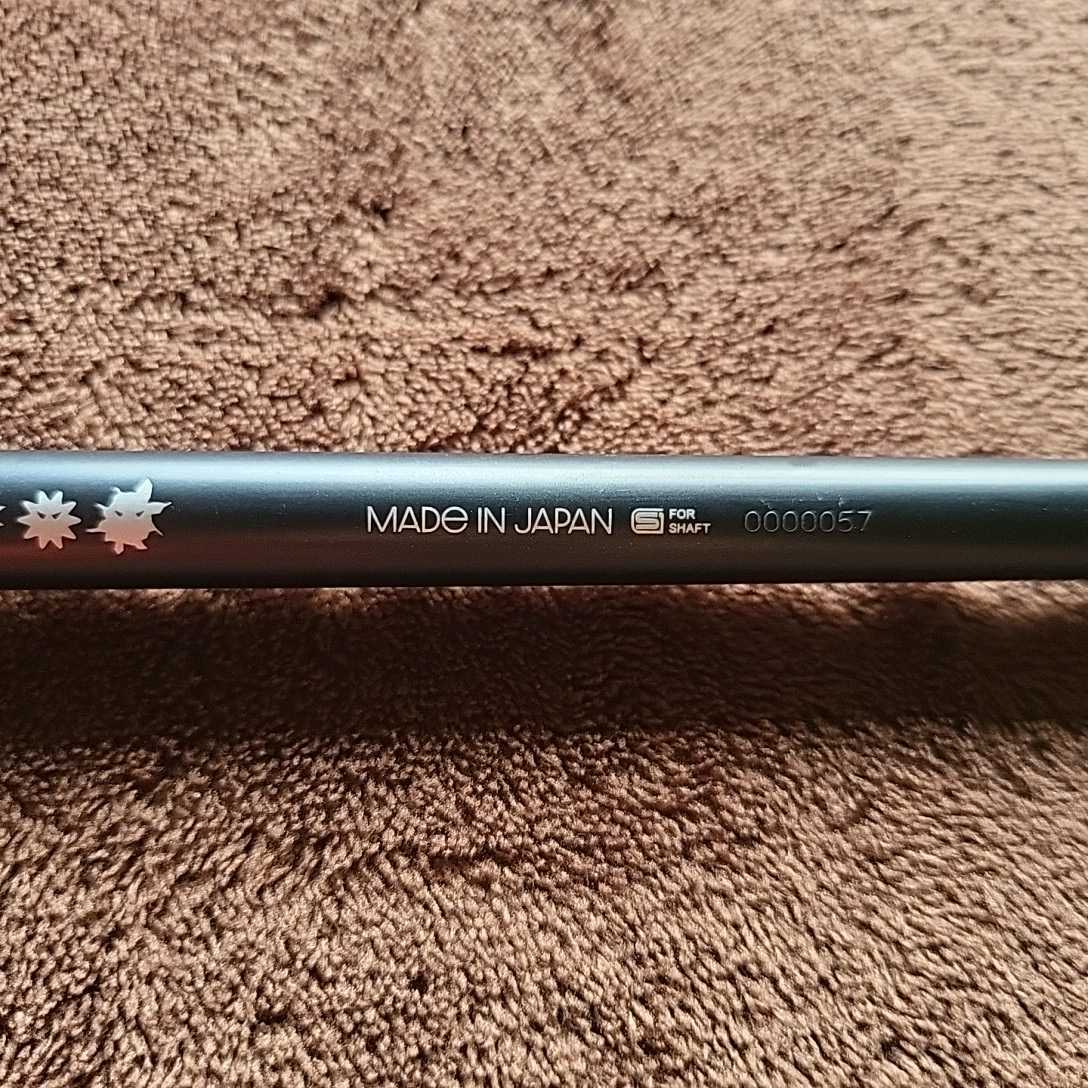 MADE IN JAPAN
FOR
SHAFT
0000057